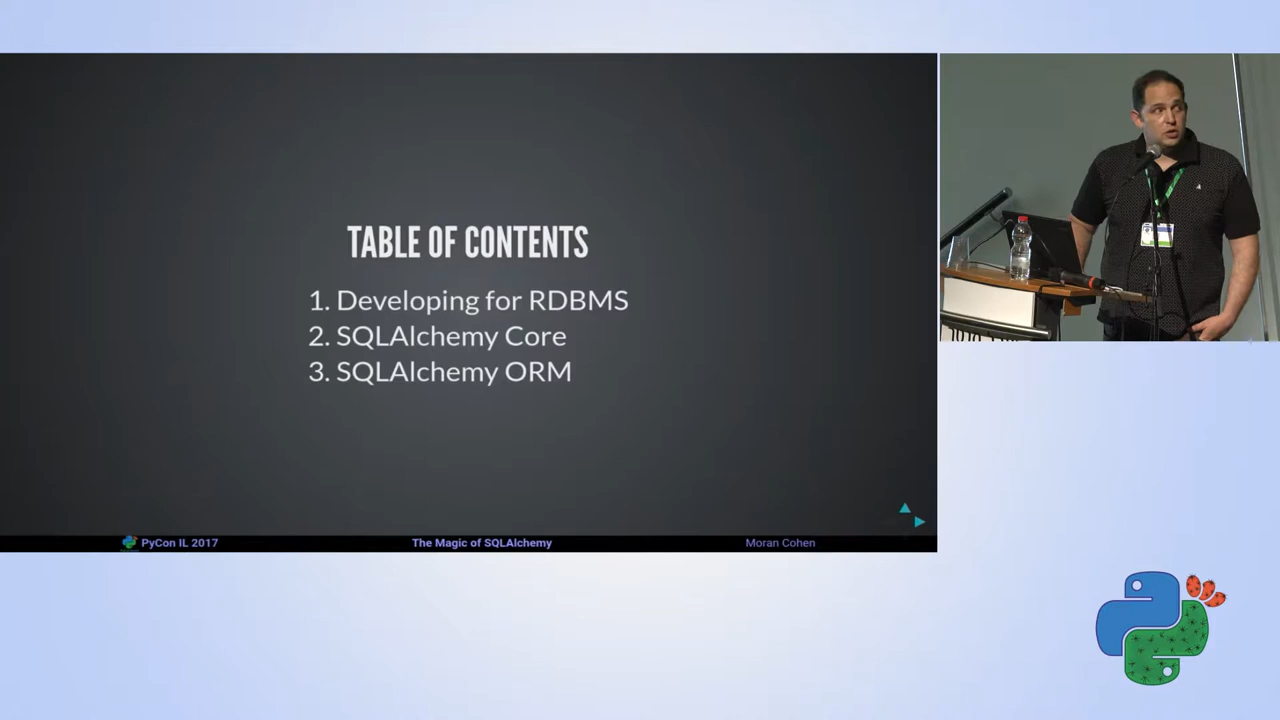 TABLE OF CONTENTS
1. Developing for RDBMS
2. SQLAlchemy Core
3. SQLAlchemy ORM
PyCon IL 2017
The Magic of SQLAlchemy
Moran Cohen